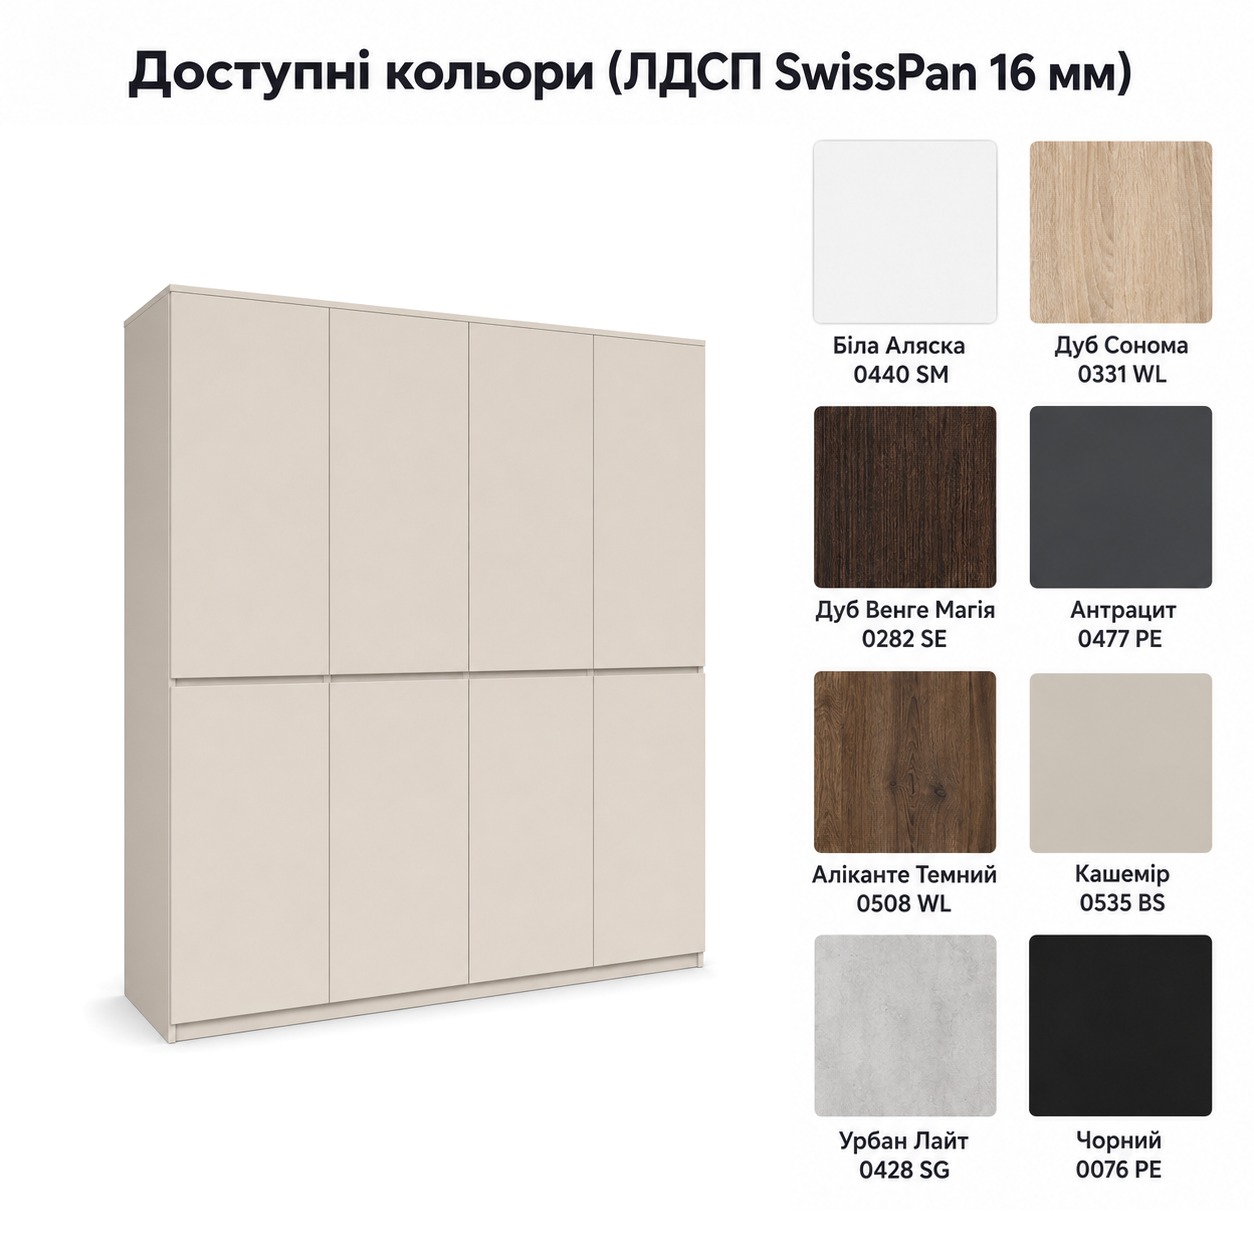 Доступні кольори (ЛДСП SwissPan 16 мм)
Біла Аляска
0440 SM
Дуб Сонома
0331 WL
Дуб Венге Магія
0282 SE
Антрацит
0477 PE
Аліканте Темний
0508 WL
Кашемір
0535 BS
Урбан Лайт
0428 SG
Чорний
0076 PE